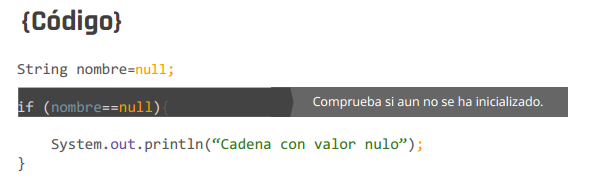 {Código}
String nombre=null;
if (nombre==null){ Comprueba si aun no se ha inicializado.
System.out.println(“Cadena con valor nulo”);
}